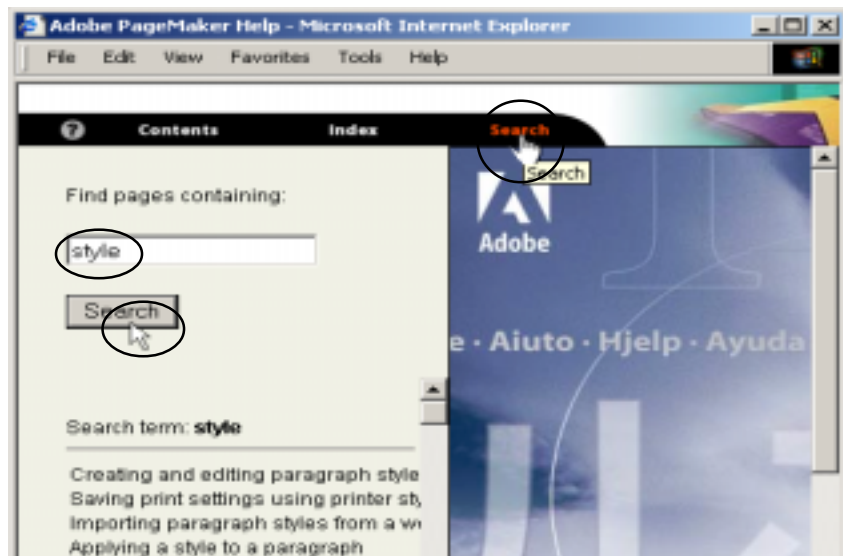 Adobe PageMaker Help - Microsoft Internet Explorer
File Edit View Favorites Tools Help
? Contents Index Search
Search
Find pages containing:
style
Search
Adobe
e · Aiuto · Hjelp · Ayuda
Search term: style
Creating and editing paragraph style
Saving print settings using printer sty
Importing paragraph styles from a w
Applying a style to a paragraph